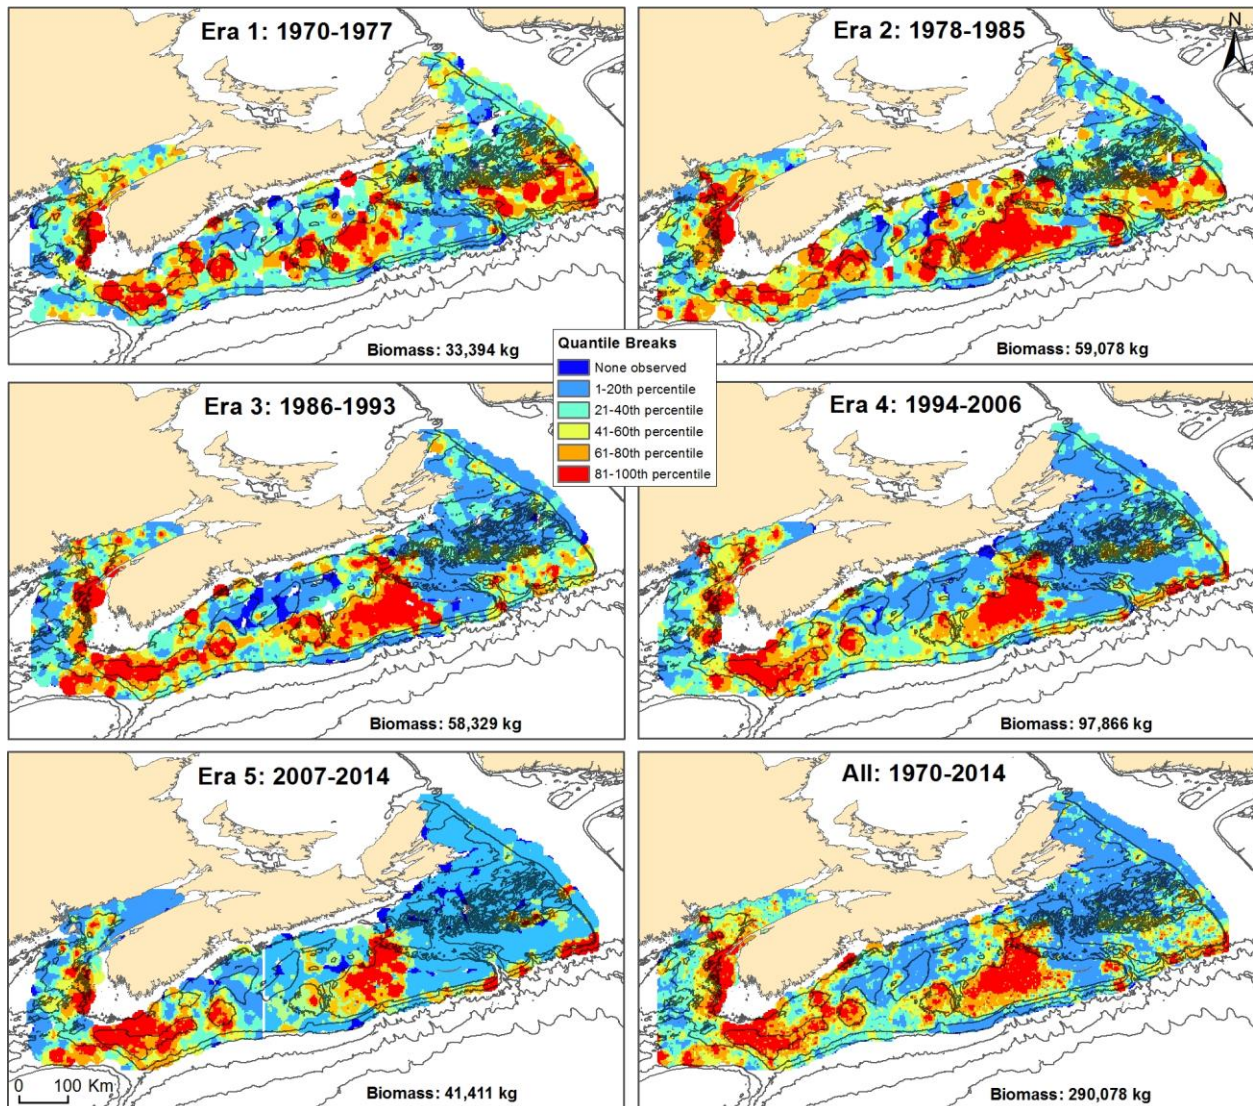 Era 1: 1970-1977
Biomass: 33,394 kg
Era 2: 1978-1985
N
Biomass: 59,078 kg
Quantile Breaks
None observed
1-20th percentile
21-40th percentile
41-60th percentile
61-80th percentile
81-100th percentile
Era 3: 1986-1993
Biomass: 58,329 kg
Era 4: 1994-2006
Biomass: 97,866 kg
Era 5: 2007-2014
0 100 Km
Biomass: 41,411 kg
All: 1970-2014
Biomass: 290,078 kg